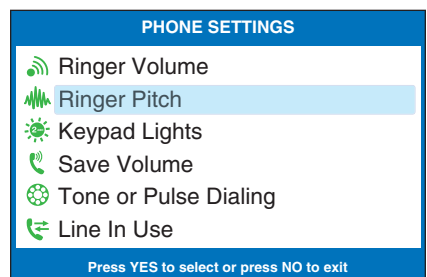 PHONE SETTINGS
Ringer Volume
Ringer Pitch
Keypad Lights
Save Volume
Tone or Pulse Dialing
Line In Use
Press YES to select or press NO to exit